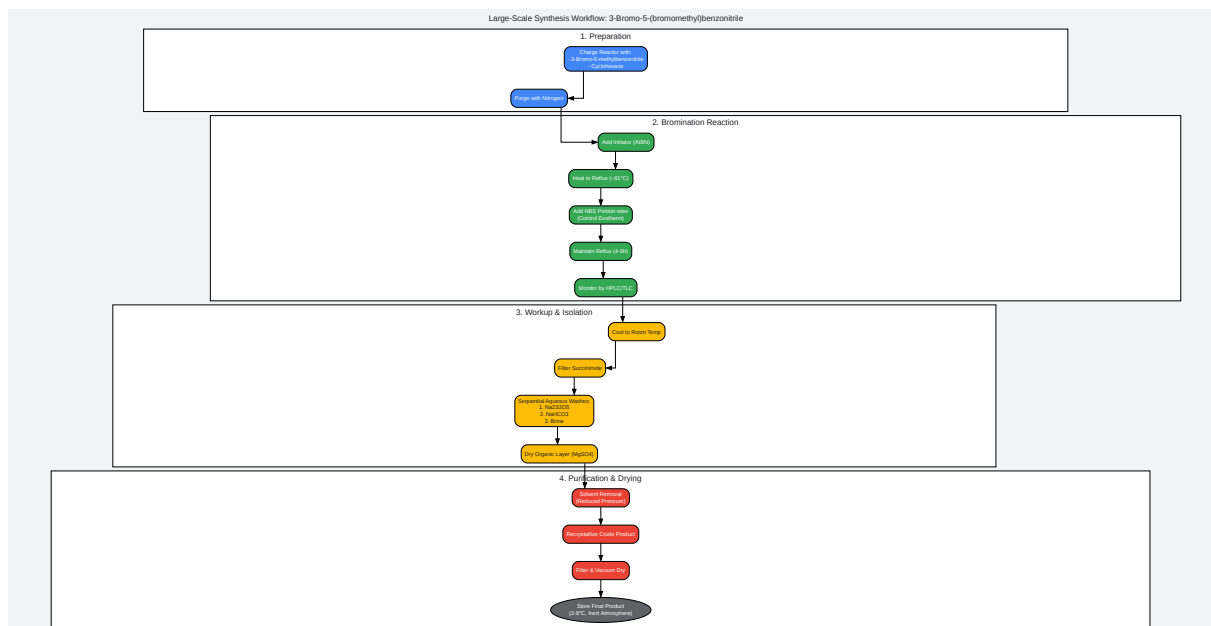 Large-Scale Synthesis Workflow: 3-Bromo-5-(bromomethyl)benzonitrile
1. Preparation
Charge Reactor with:
- 3-Bromo-5-methylbenzonitrile
- Cyclohexane
Purge with Nitrogen
2. Bromination Reaction
Add Initiator (AIBN)
Heat to Reflux (~81°C)
Add NBS Portion-wise
(Control Exotherm)
Maintain Reflux (4-6h)
Monitor by HPLC/TLC
3. Workup & Isolation
Cool to Room Temp
Filter Succinimide
Sequential Aqueous Washes:
1. Na2S2O5
2. NaHCO3
3. Brine
Dry Organic Layer (MgSO4)
4. Purification & Drying
Solvent Removal
(Reduced Pressure)
Recrystallize Crude Product
Filter & Vacuum Dry
Store Final Product
(2-8°C, Inert Atmosphere)